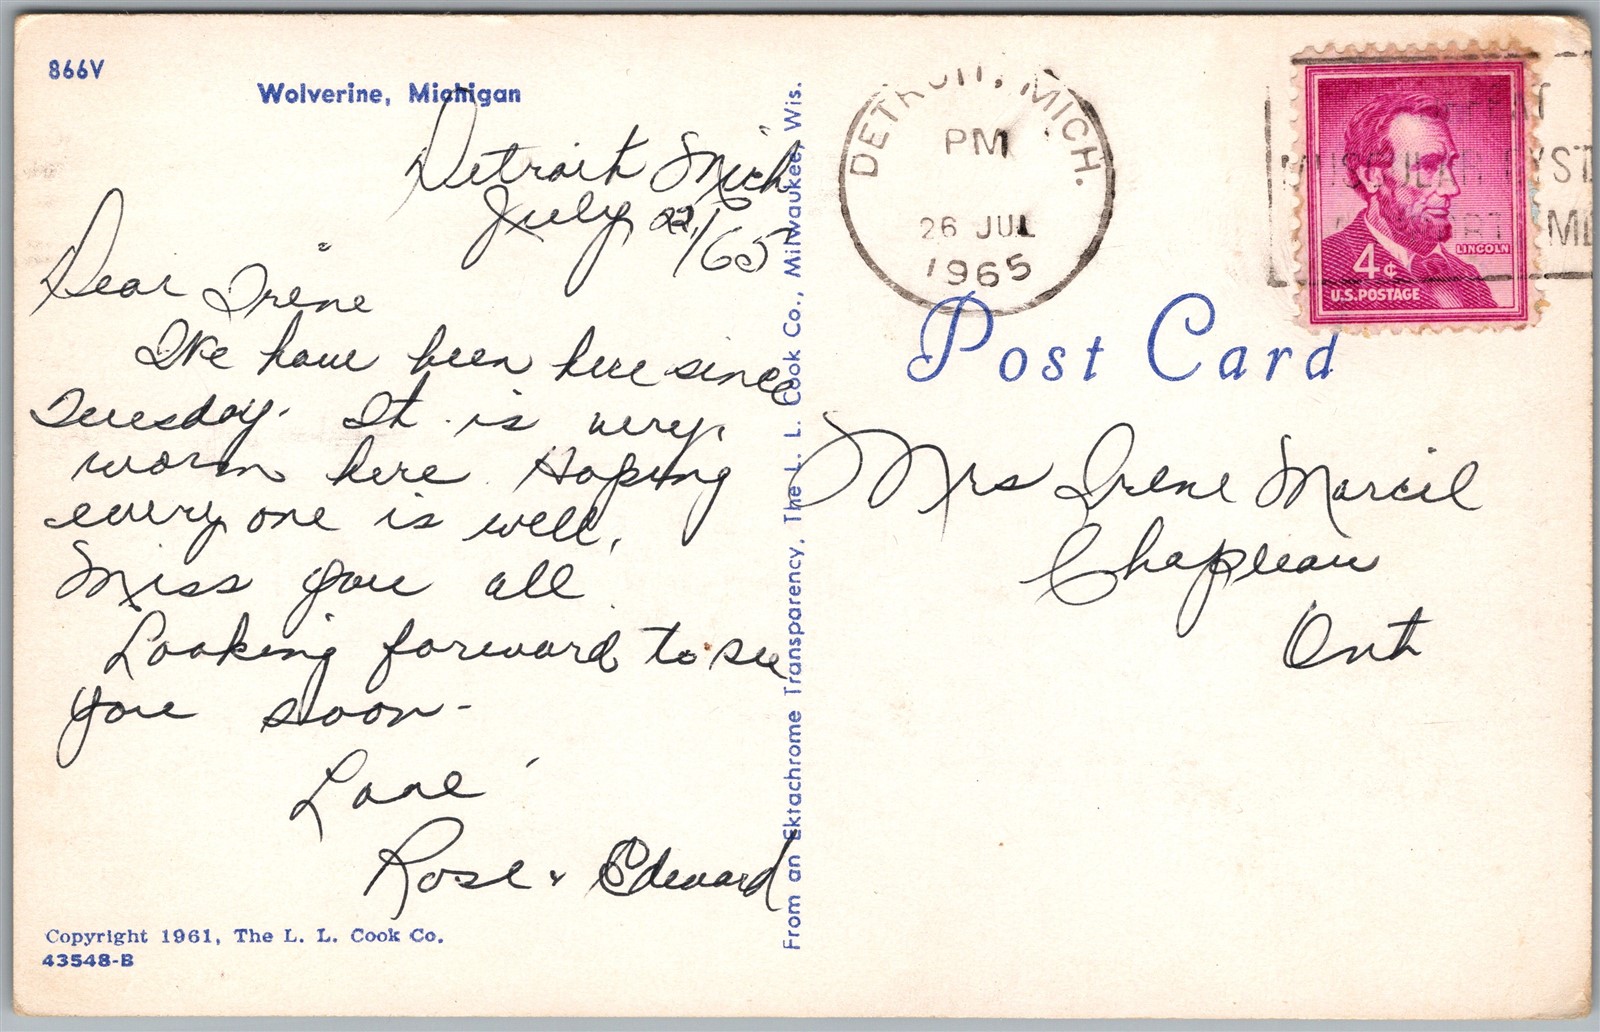 866V
Wolverine, Michigan
Detroit Mich
July 22/65
Dear Irene
I've have been here since
Tuesday. It is very
warm here. Hoping
every one is well.
Miss you all
Looking forward to see
you soon-
Love
Rose & Edward
Copyright 1961, The L. L. Cook Co.
43548-B
From an Ektachrome Transparency, The L. L. Cook Co., Milwaukee, Wis.
DETROIT, MICH.
PM
26 JUL
1965
MUSCULAR DYST
LINCOLN
4¢
U.S. POSTAGE
Post Card
Mrs Irene Marcil
Chapleau
Ont